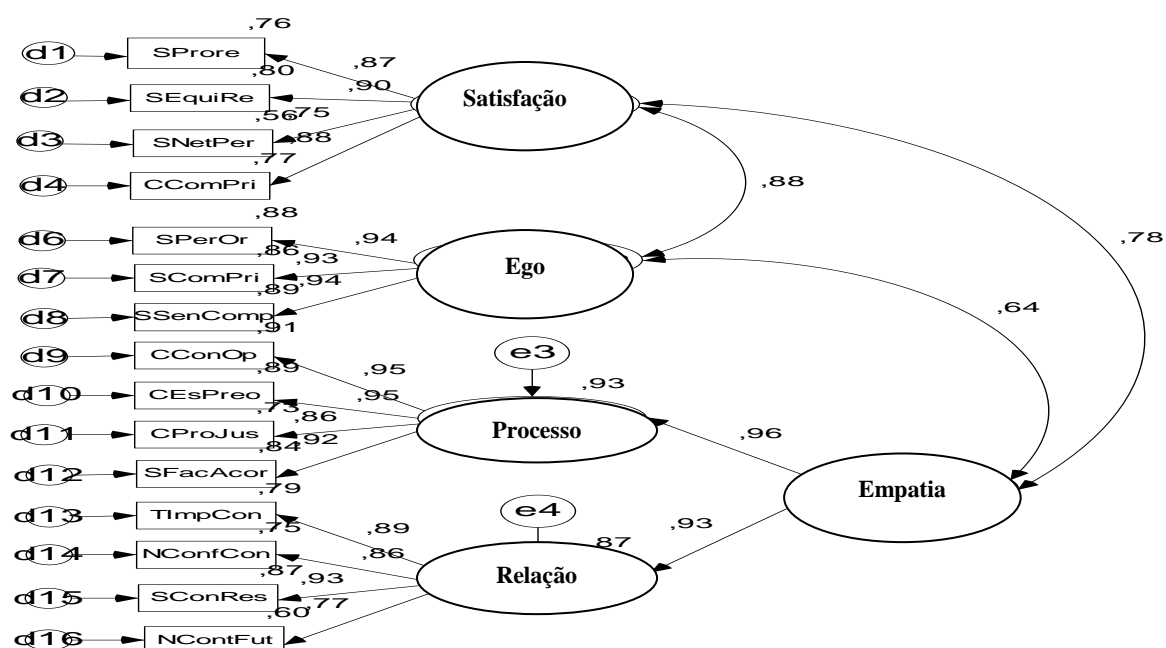 ,76
d1 SProre ,87
,80
d2 SEquiRe ,90
,56 ,75
d3 SNetPer ,88
,77
d4 CComPri
Satisfação
,88
,78
,88
d6 SPerOr ,94
,86
d7 SComPri ,93
,89 ,94
d8 SSenComp
Ego
,64
,91
d9 CConOp ,95
,89
d10 CEsPreo ,95
,73
d11 CProJus ,86
,84 ,92
d12 SFacAcor
e3
,93
Processo
,96
Empatia
,79
d13 TImpCon ,89
,75
d14 NConfCon ,86
,87
d15 SConRes ,93
,60 ,77
d16 NContFut
e4
,87
Relação
,93